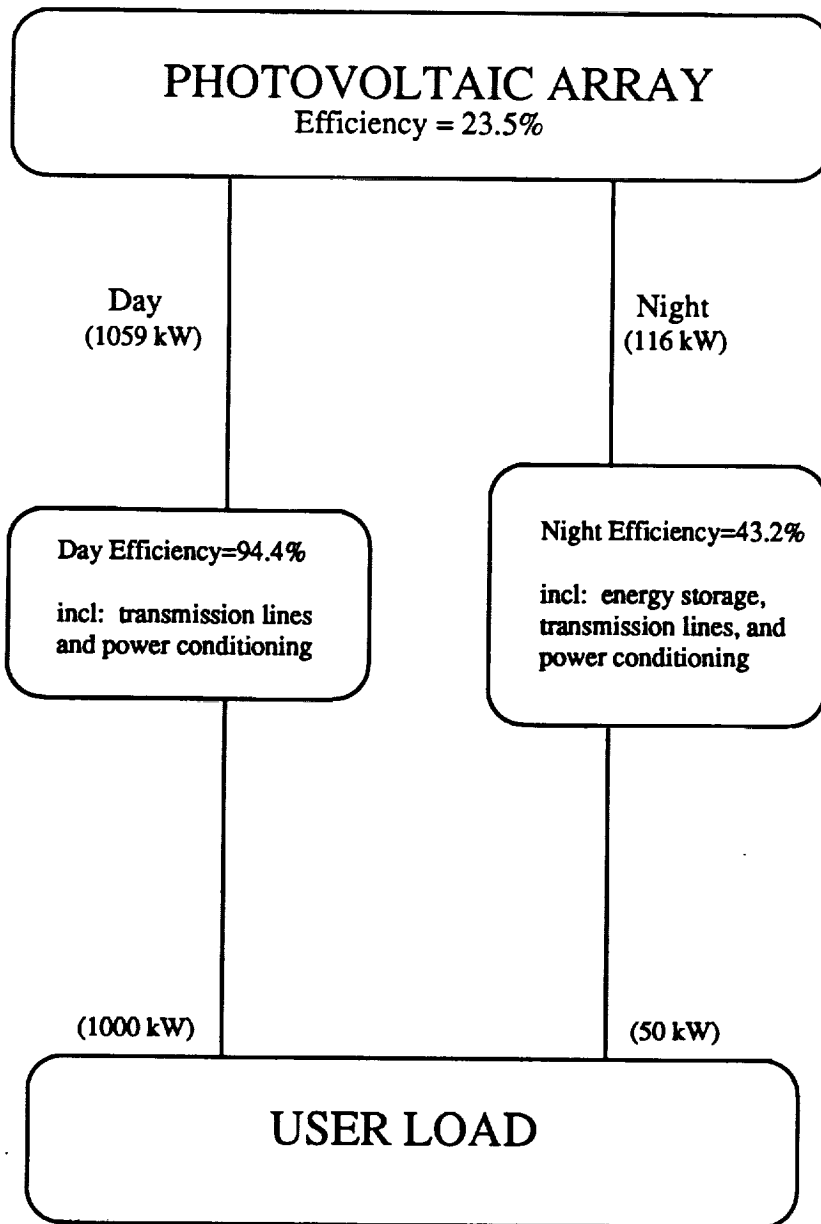 PHOTOVOLTAIC ARRAY
Efficiency = 23.5%
Day
(1059 kW)
Night
(116 kW)
Day Efficiency=94.4%
incl: transmission lines
and power conditioning
Night Efficiency=43.2%
incl: energy storage,
transmission lines, and
power conditioning
(1000 kW)
(50 kW)
USER LOAD